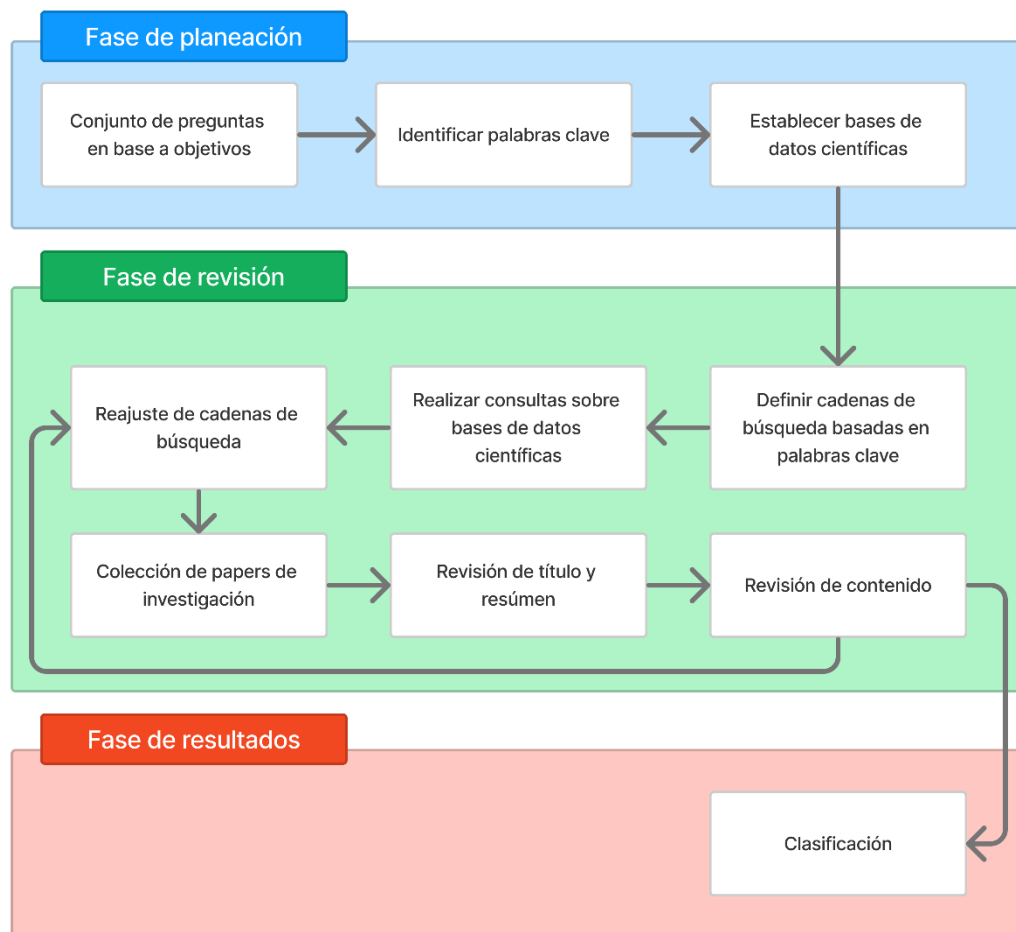 Fase de planeación
Conjunto de preguntas
en base a objetivos
Identificar palabras clave
Establecer bases de
datos científicas
Fase de revisión
Definir cadenas de
búsqueda basadas en
palabras clave
Realizar consultas sobre
bases de datos
científicas
Reajuste de cadenas de
búsqueda
Colección de papers de
investigación
Revisión de título y
resúmen
Revisión de contenido
Fase de resultados
Clasificación